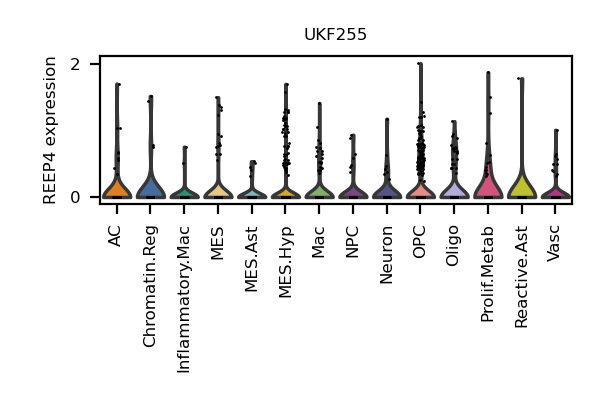 UKF255
REEP4 expression
2
0
AC
Chromatin.Reg
Inflammatory.Mac
MES
MES.Ast
MES.Hyp
Mac
NPC
Neuron
OPC
Oligo
Prolif.Metab
Reactive.Ast
Vasc